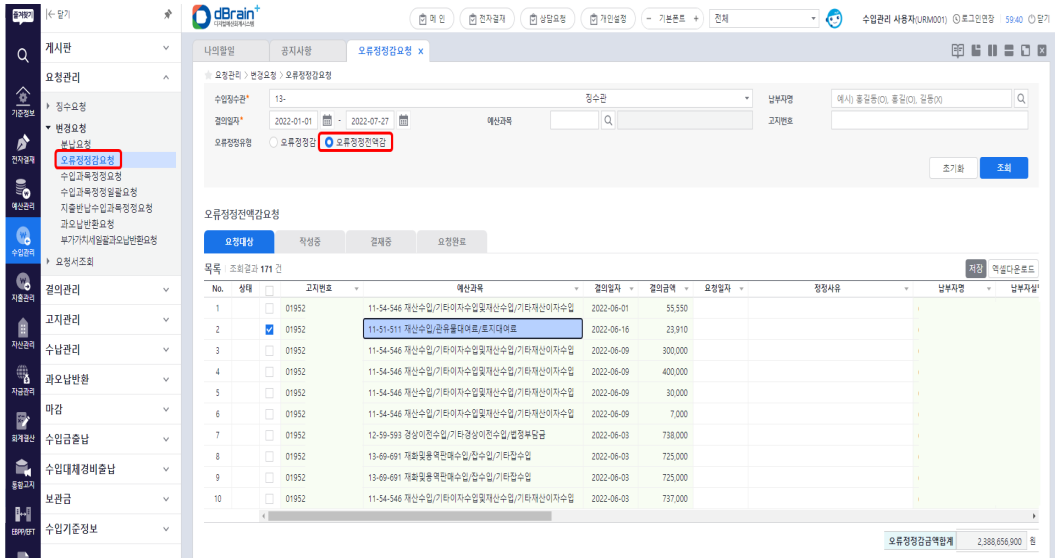 즐겨찾기
기준정보
전자결재
예산관리
수입관리
지출관리
자산관리
자금관리
회계결산
통합고지
EBPP/EFT
닫기
게시판
요청관리
징수요청
변경요청
분납요청
오류정정감요청
수입과목정정요청
수입과목정정일괄요청
지출반납수입과목정정요청
과오납반환요청
부가가치세일괄과오납반환요청
요청서조회
결의관리
고지관리
수납관리
과오납반환
마감
수입금출납
수입대체경비출납
보관금
수입기준정보
dBrain+
디지털예산회계시스템
메 인
전자결재
상담요청
개인설정
- 기본폰트 +
전체
수입관리 사용자(URM001) 로그인연장 59:40 닫기
나의할일 공지사항 오류정정감요청 x
요청관리 > 변경요청 > 오류정정감요청
수입징수관* 13- 징수관 납부자명 예시) 홍길동(O), 홍길(O), 길동(X)
결의일자* 2022-01-01 - 2022-07-27 예산과목 고지번호
오류정정유형 오류정정감 오류정정전액감
초기화 조회
오류정정전액감요청
요청대상 작성중 결재중 요청완료
목록 조회결과 171 건 저장 엑셀다운로드
No. 상태 고지번호 예산과목 결의일자 결의금액 요청일자 정정사유 납부자명 납부자실
1 01952 11-54-546 재산수입/기타이자수입및재산수입/기타재산이자수입 2022-06-01 55,550
2 01952 11-51-511 재산수입/관유물대여료/토지대여료 2022-06-16 23,910
3 01952 11-54-546 재산수입/기타이자수입및재산수입/기타재산이자수입 2022-06-09 300,000
4 01952 11-54-546 재산수입/기타이자수입및재산수입/기타재산이자수입 2022-06-09 400,000
5 01952 11-54-546 재산수입/기타이자수입및재산수입/기타재산이자수입 2022-06-09 30,000
6 01952 11-54-546 재산수입/기타이자수입및재산수입/기타재산이자수입 2022-06-09 7,000
7 01952 12-59-593 경상이전수입/기타경상이전수입/법정부담금 2022-06-03 738,000
8 01952 13-69-691 재화및용역판매수입/잡수입/기타잡수입 2022-06-03 725,000
9 01952 13-69-691 재화및용역판매수입/잡수입/기타잡수입 2022-06-03 725,000
10 01952 11-54-546 재산수입/기타이자수입및재산수입/기타재산이자수입 2022-06-03 737,000
오류정정감금액합계 2,388,656,900 원